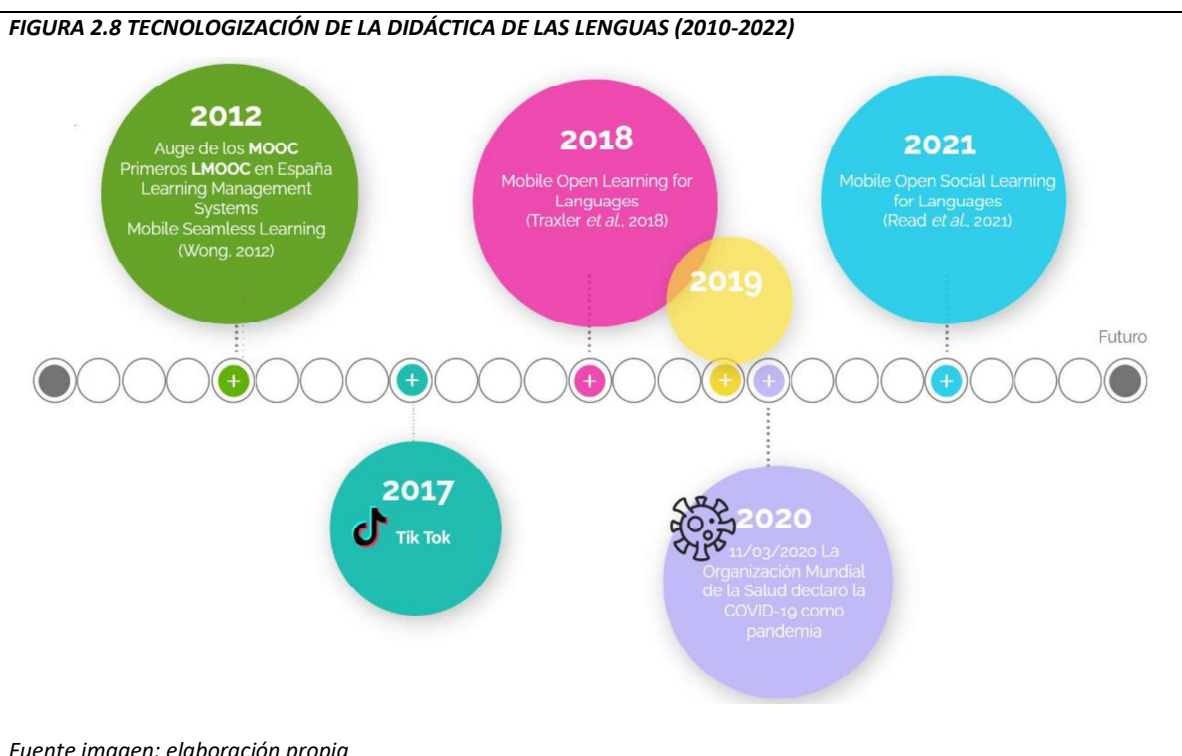 FIGURA 2.8 TECNOLOGIZACIÓN DE LA DIDÁCTICA DE LAS LENGUAS (2010-2022)
2012
Auge de los MOOC
Primeros LMOOC en España
Learning Management
Systems
Mobile Seamless Learning
(Wong, 2012)
2018
Mobile Open Learning for
Languages
(Traxler et al., 2018)
2019
2021
Mobile Open Social Learning
for Languages
(Read et al., 2021)
Futuro
2017
Tik Tok
2020
11/03/2020 La
Organización Mundial
de la Salud declaró la
COVID-19 como
pandemia
Fuente imagen: elaboración propia